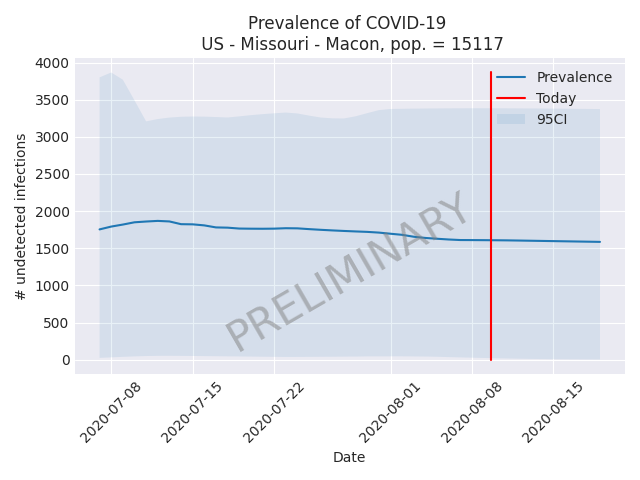 Prevalence of COVID-19
US - Missouri - Macon, pop. = 15117
4000
3500
3000
2500
2000
1500
1000
500
0
# undetected infections
Prevalence
Today
95CI
PRELIMINARY
2020-07-08
2020-07-15
2020-07-22
2020-08-01
2020-08-08
2020-08-15
Date